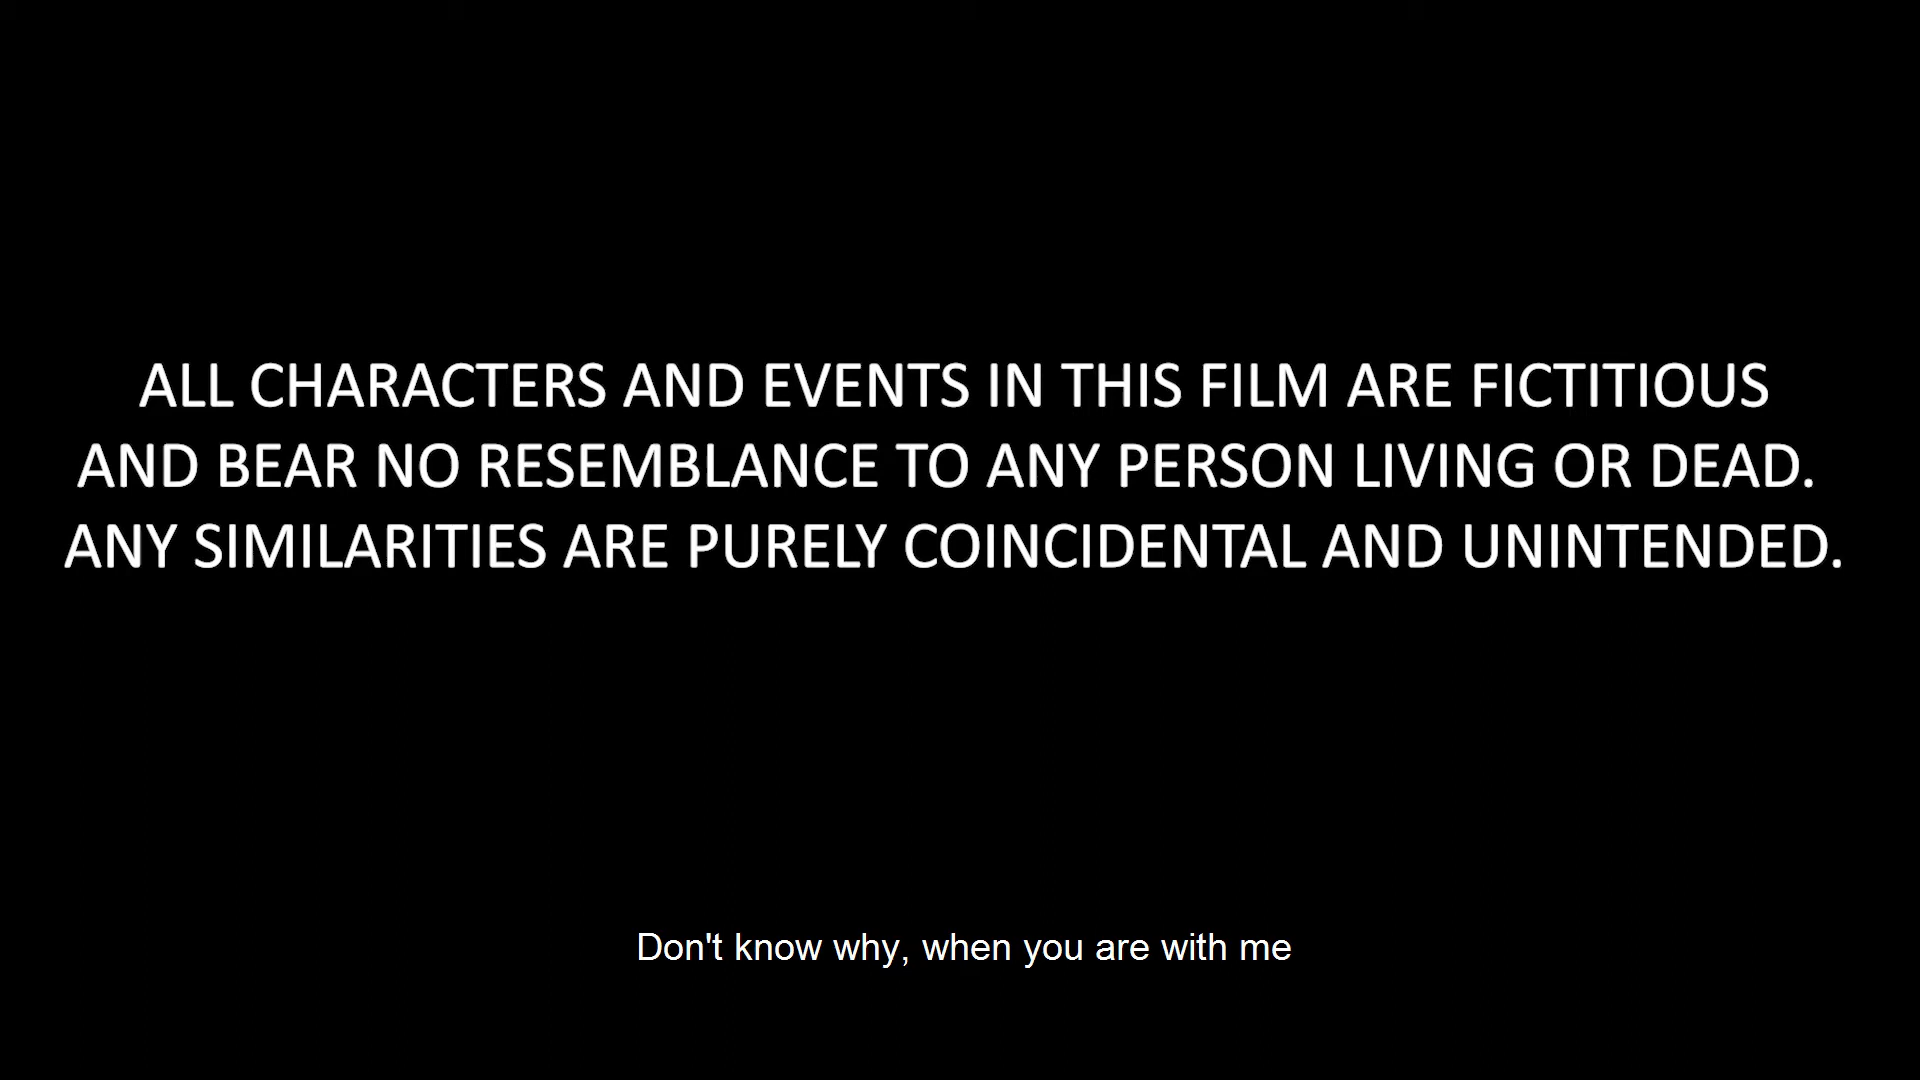 ALL CHARACTERS AND EVENTS IN THIS FILM ARE FICTITIOUS
AND BEAR NO RESEMBLANCE TO ANY PERSON LIVING OR DEAD.
ANY SIMILARITIES ARE PURELY COINCIDENTAL AND UNINTENDED.
Don't know why, when you are with me